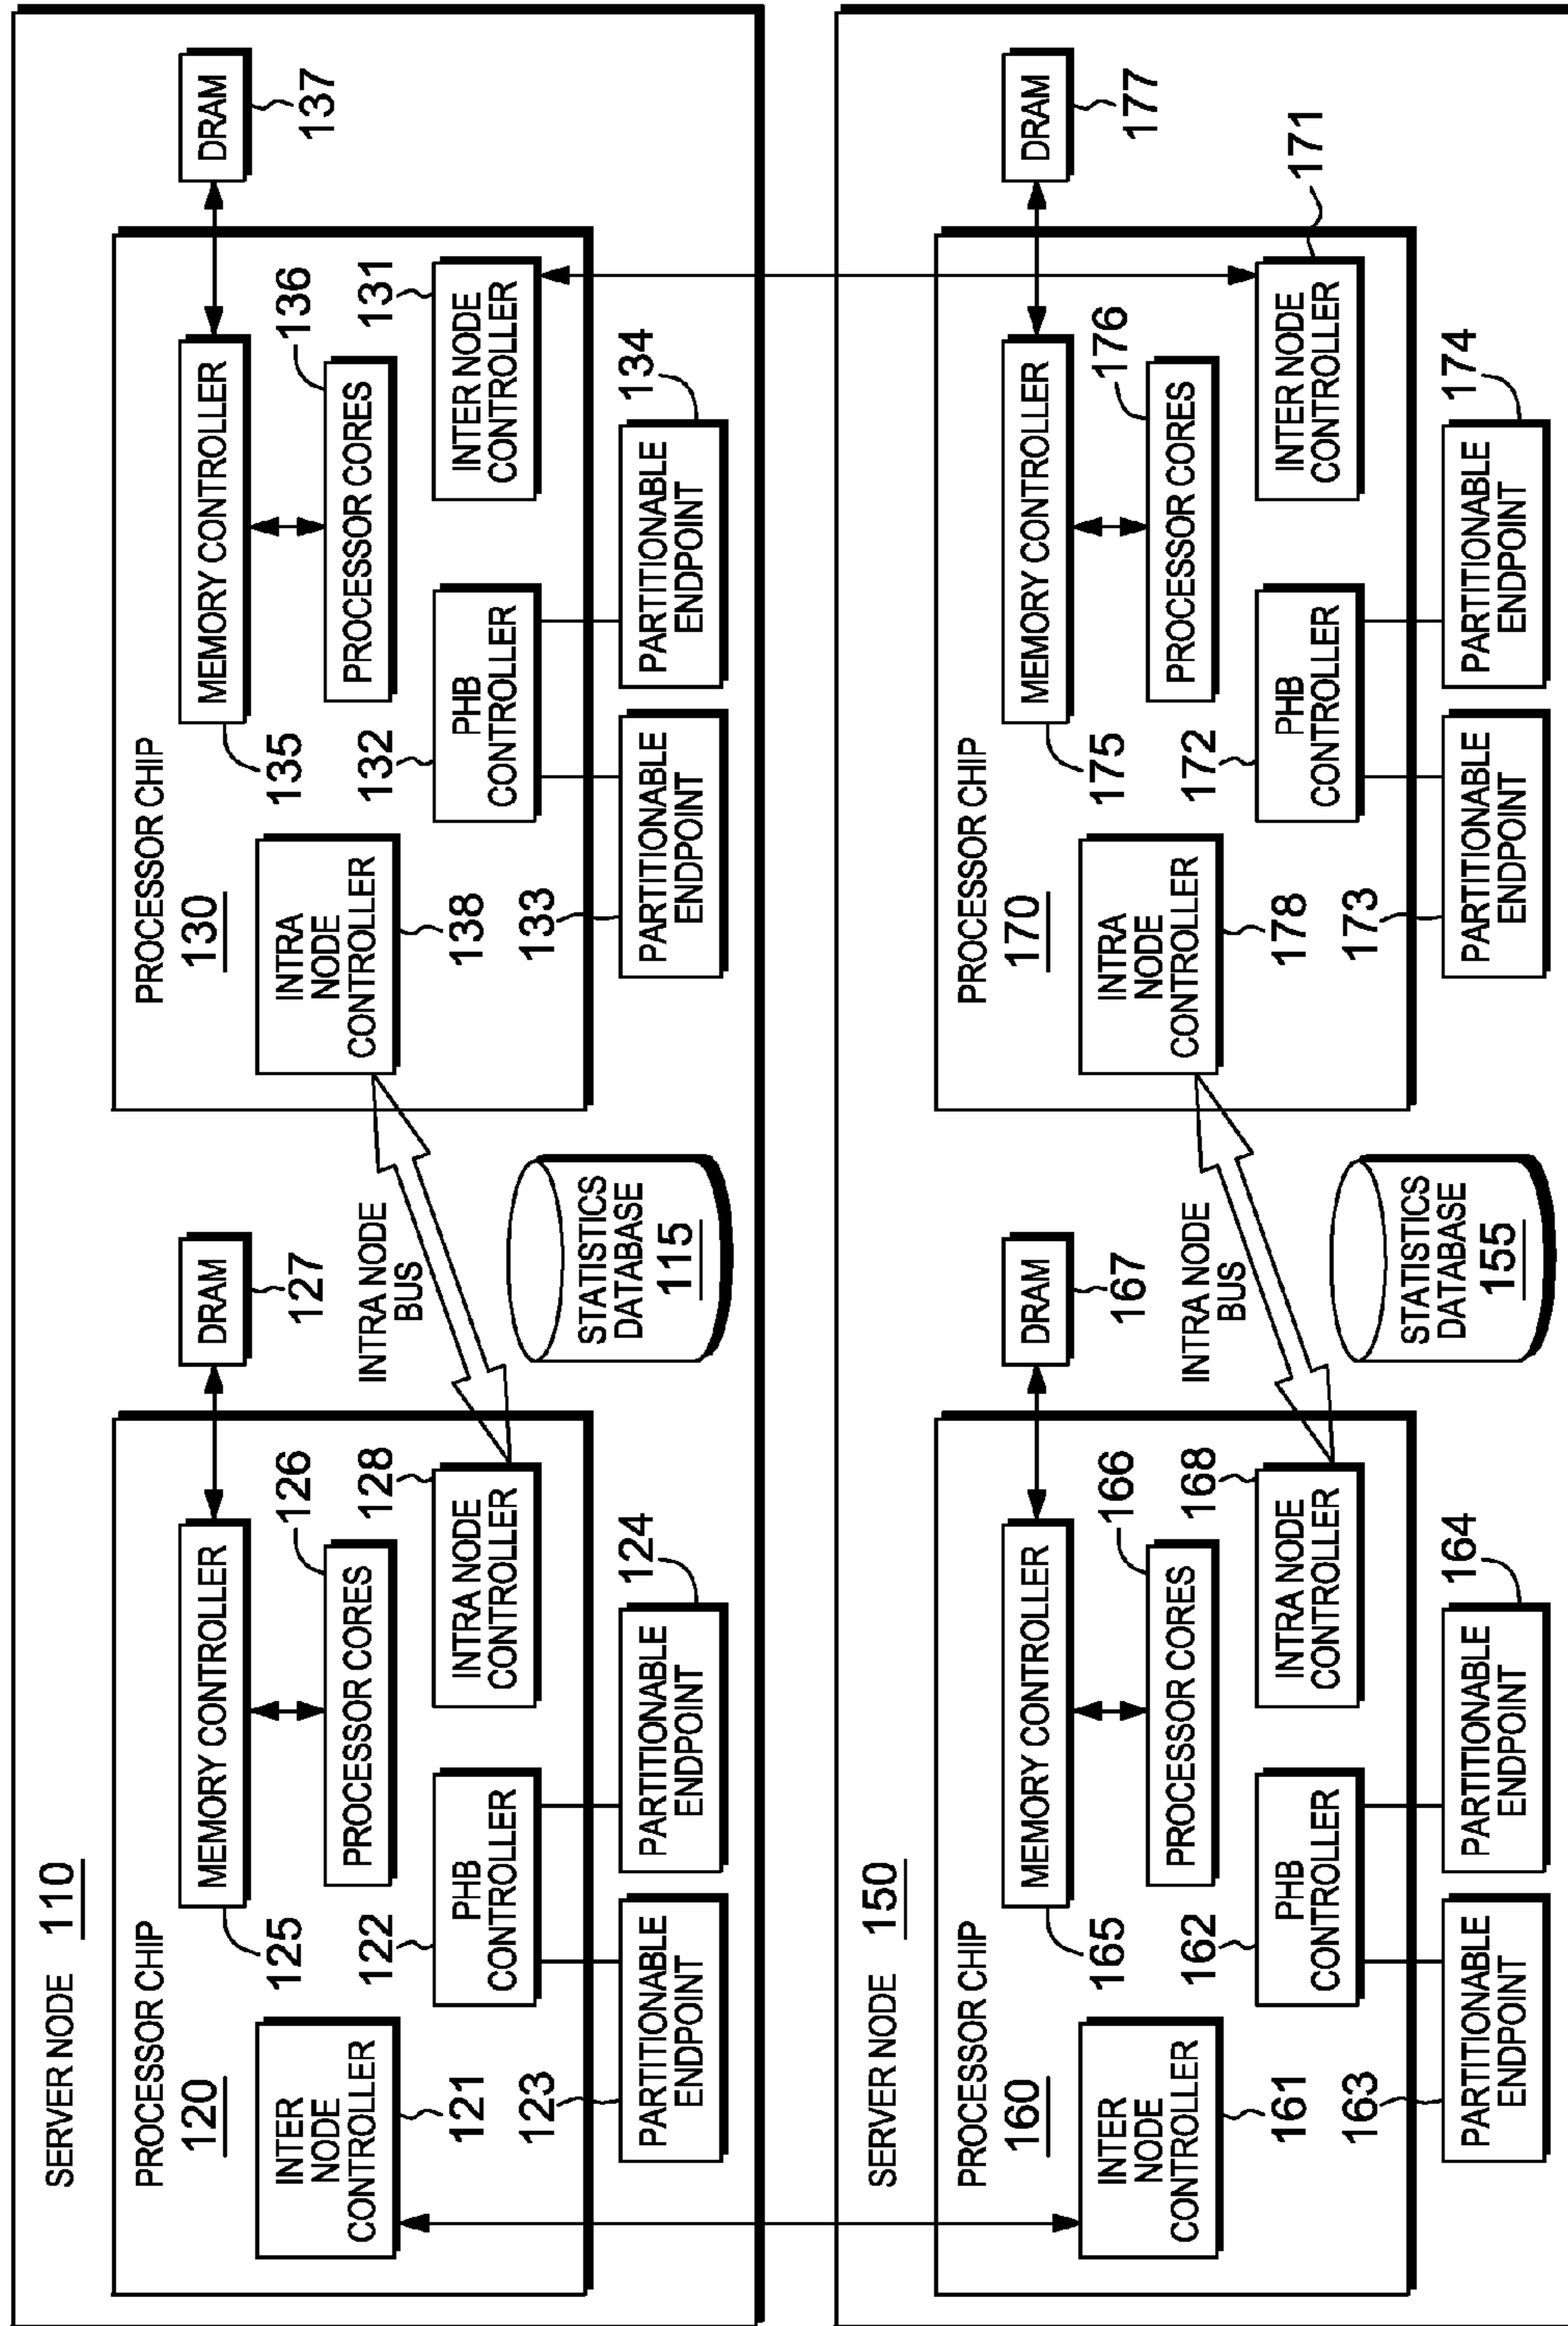 SERVER NODE 110
PROCESSOR CHIP
120
INTER
NODE
CONTROLLER
121
MEMORY CONTROLLER
125
PROCESSOR CORES
126
PHB
CONTROLLER
122
INTRA NODE
CONTROLLER
128
PARTITIONABLE
ENDPOINT
123
PARTITIONABLE
ENDPOINT
124
DRAM
127
INTRA NODE
BUS
STATISTICS
DATABASE
115
PROCESSOR CHIP
130
INTRA
NODE
CONTROLLER
138
MEMORY CONTROLLER
135
PROCESSOR CORES
136
PHB
CONTROLLER
132
INTER NODE
CONTROLLER
131
PARTITIONABLE
ENDPOINT
133
PARTITIONABLE
ENDPOINT
134
DRAM
137
SERVER NODE 150
PROCESSOR CHIP
160
INTER
NODE
CONTROLLER
161
MEMORY CONTROLLER
165
PROCESSOR CORES
166
PHB
CONTROLLER
162
INTRA NODE
CONTROLLER
168
PARTITIONABLE
ENDPOINT
163
PARTITIONABLE
ENDPOINT
164
DRAM
167
INTRA NODE
BUS
STATISTICS
DATABASE
155
PROCESSOR CHIP
170
INTRA
NODE
CONTROLLER
178
MEMORY CONTROLLER
175
PROCESSOR CORES
176
PHB
CONTROLLER
172
INTER NODE
CONTROLLER
171
PARTITIONABLE
ENDPOINT
173
PARTITIONABLE
ENDPOINT
174
DRAM
177